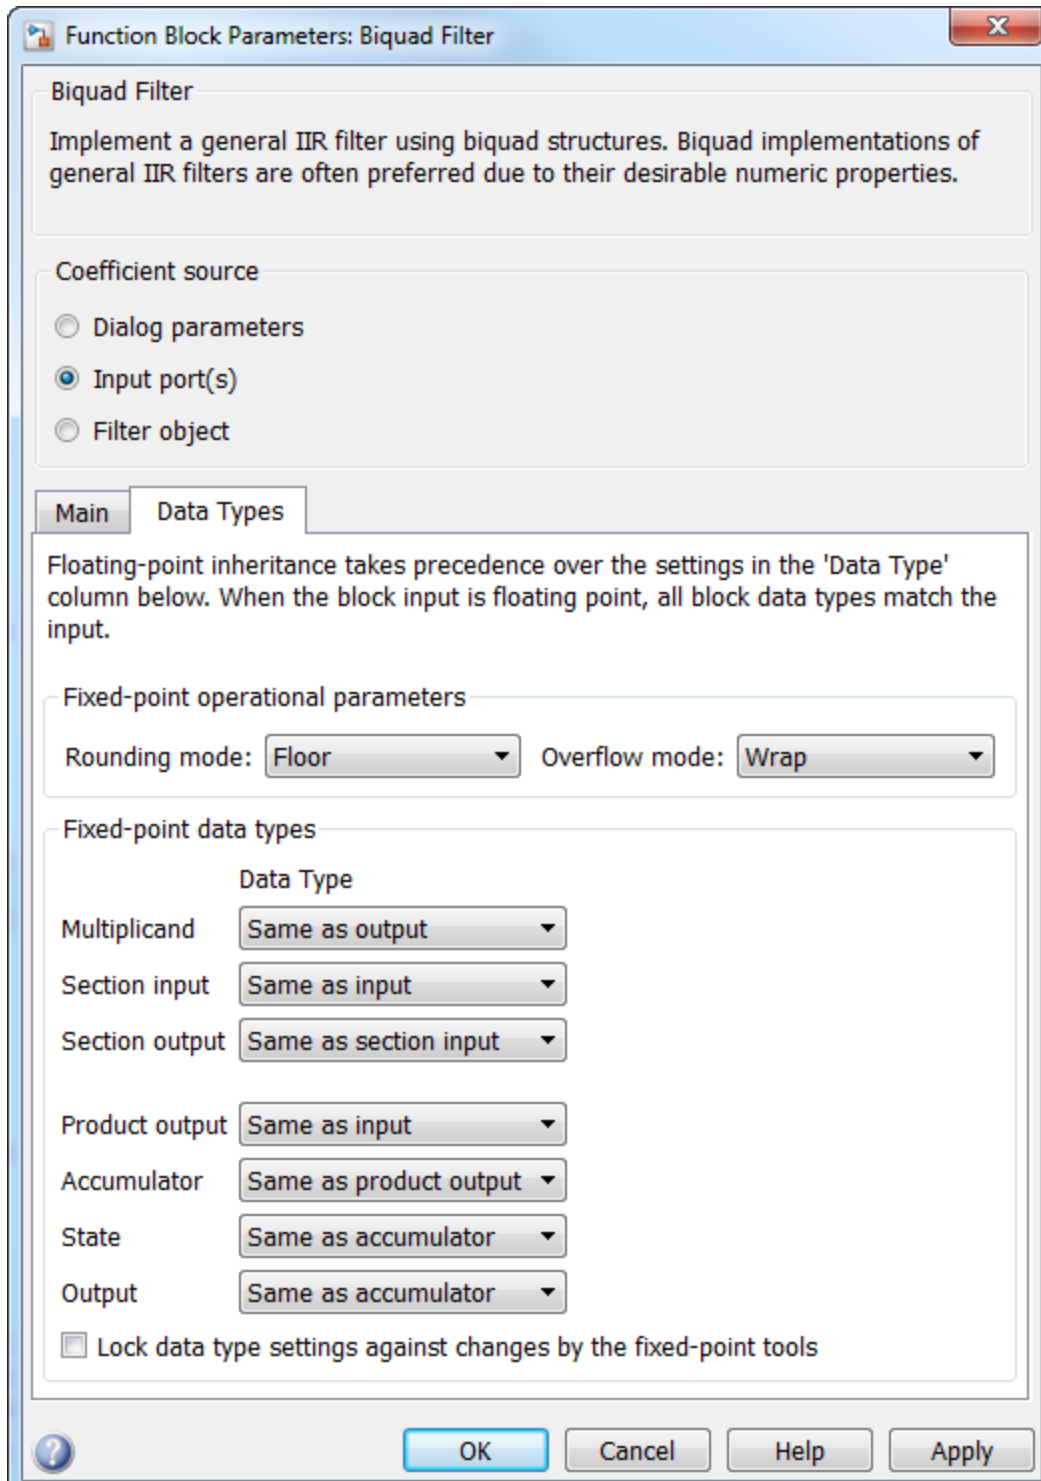 Function Block Parameters: Biquad Filter
Biquad Filter
Implement a general IIR filter using biquad structures. Biquad implementations of
general IIR filters are often preferred due to their desirable numeric properties.
Coefficient source
Dialog parameters
Input port(s)
Filter object
Main Data Types
Floating-point inheritance takes precedence over the settings in the 'Data Type'
column below. When the block input is floating point, all block data types match the
input.
Fixed-point operational parameters
Rounding mode: Floor Overflow mode: Wrap
Fixed-point data types
Data Type
Multiplicand Same as output
Section input Same as input
Section output Same as section input
Product output Same as input
Accumulator Same as product output
State Same as accumulator
Output Same as accumulator
Lock data type settings against changes by the fixed-point tools
? OK Cancel Help Apply